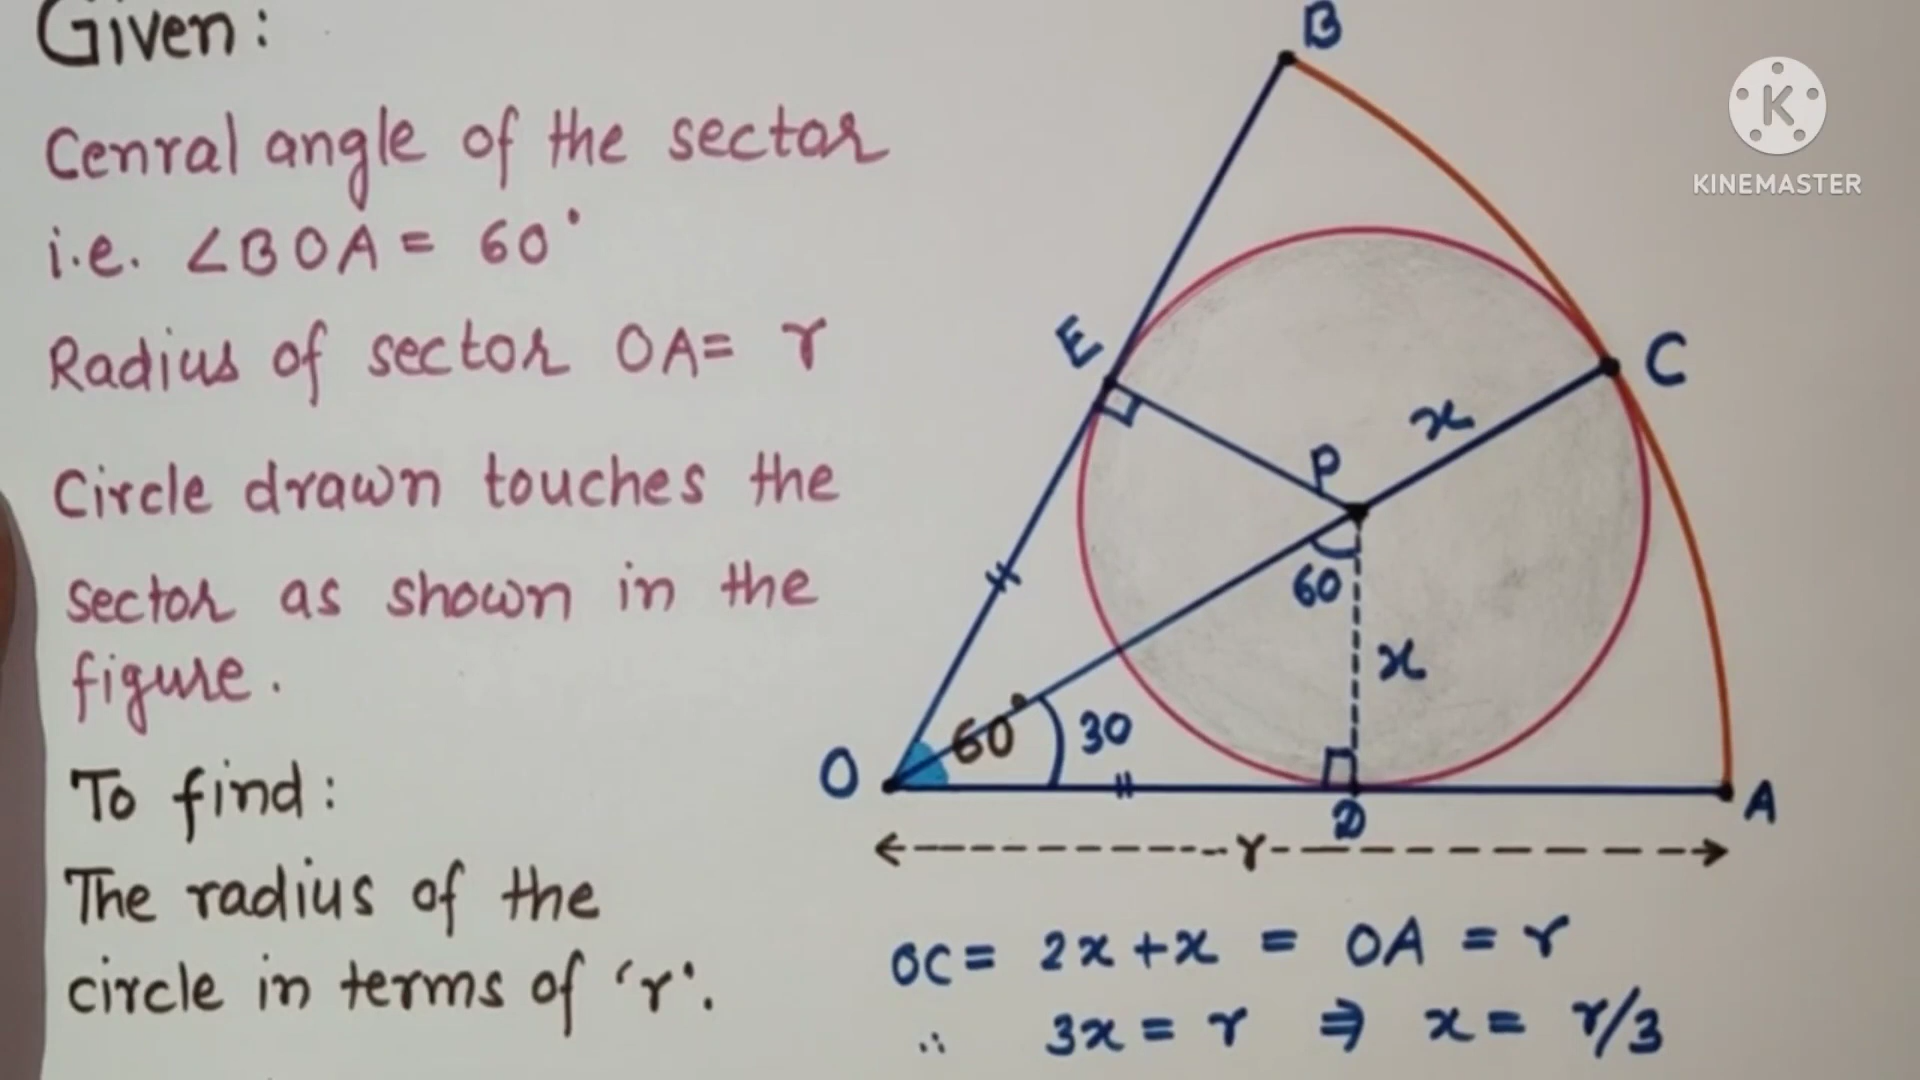 Given:
Cenral angle of the sector
i.e. ∠BOA = 60°
Radius of sector OA = r
Circle drawn touches the
sector as shown in the
figure.
To find:
The radius of the
circle in terms of 'r'.
B
KINEMASTER
E
C
x
P
60
x
O
60°
30
D
A
r
OC = 2x + x = OA = r
∴ 3x = r ⇒ x = r/3